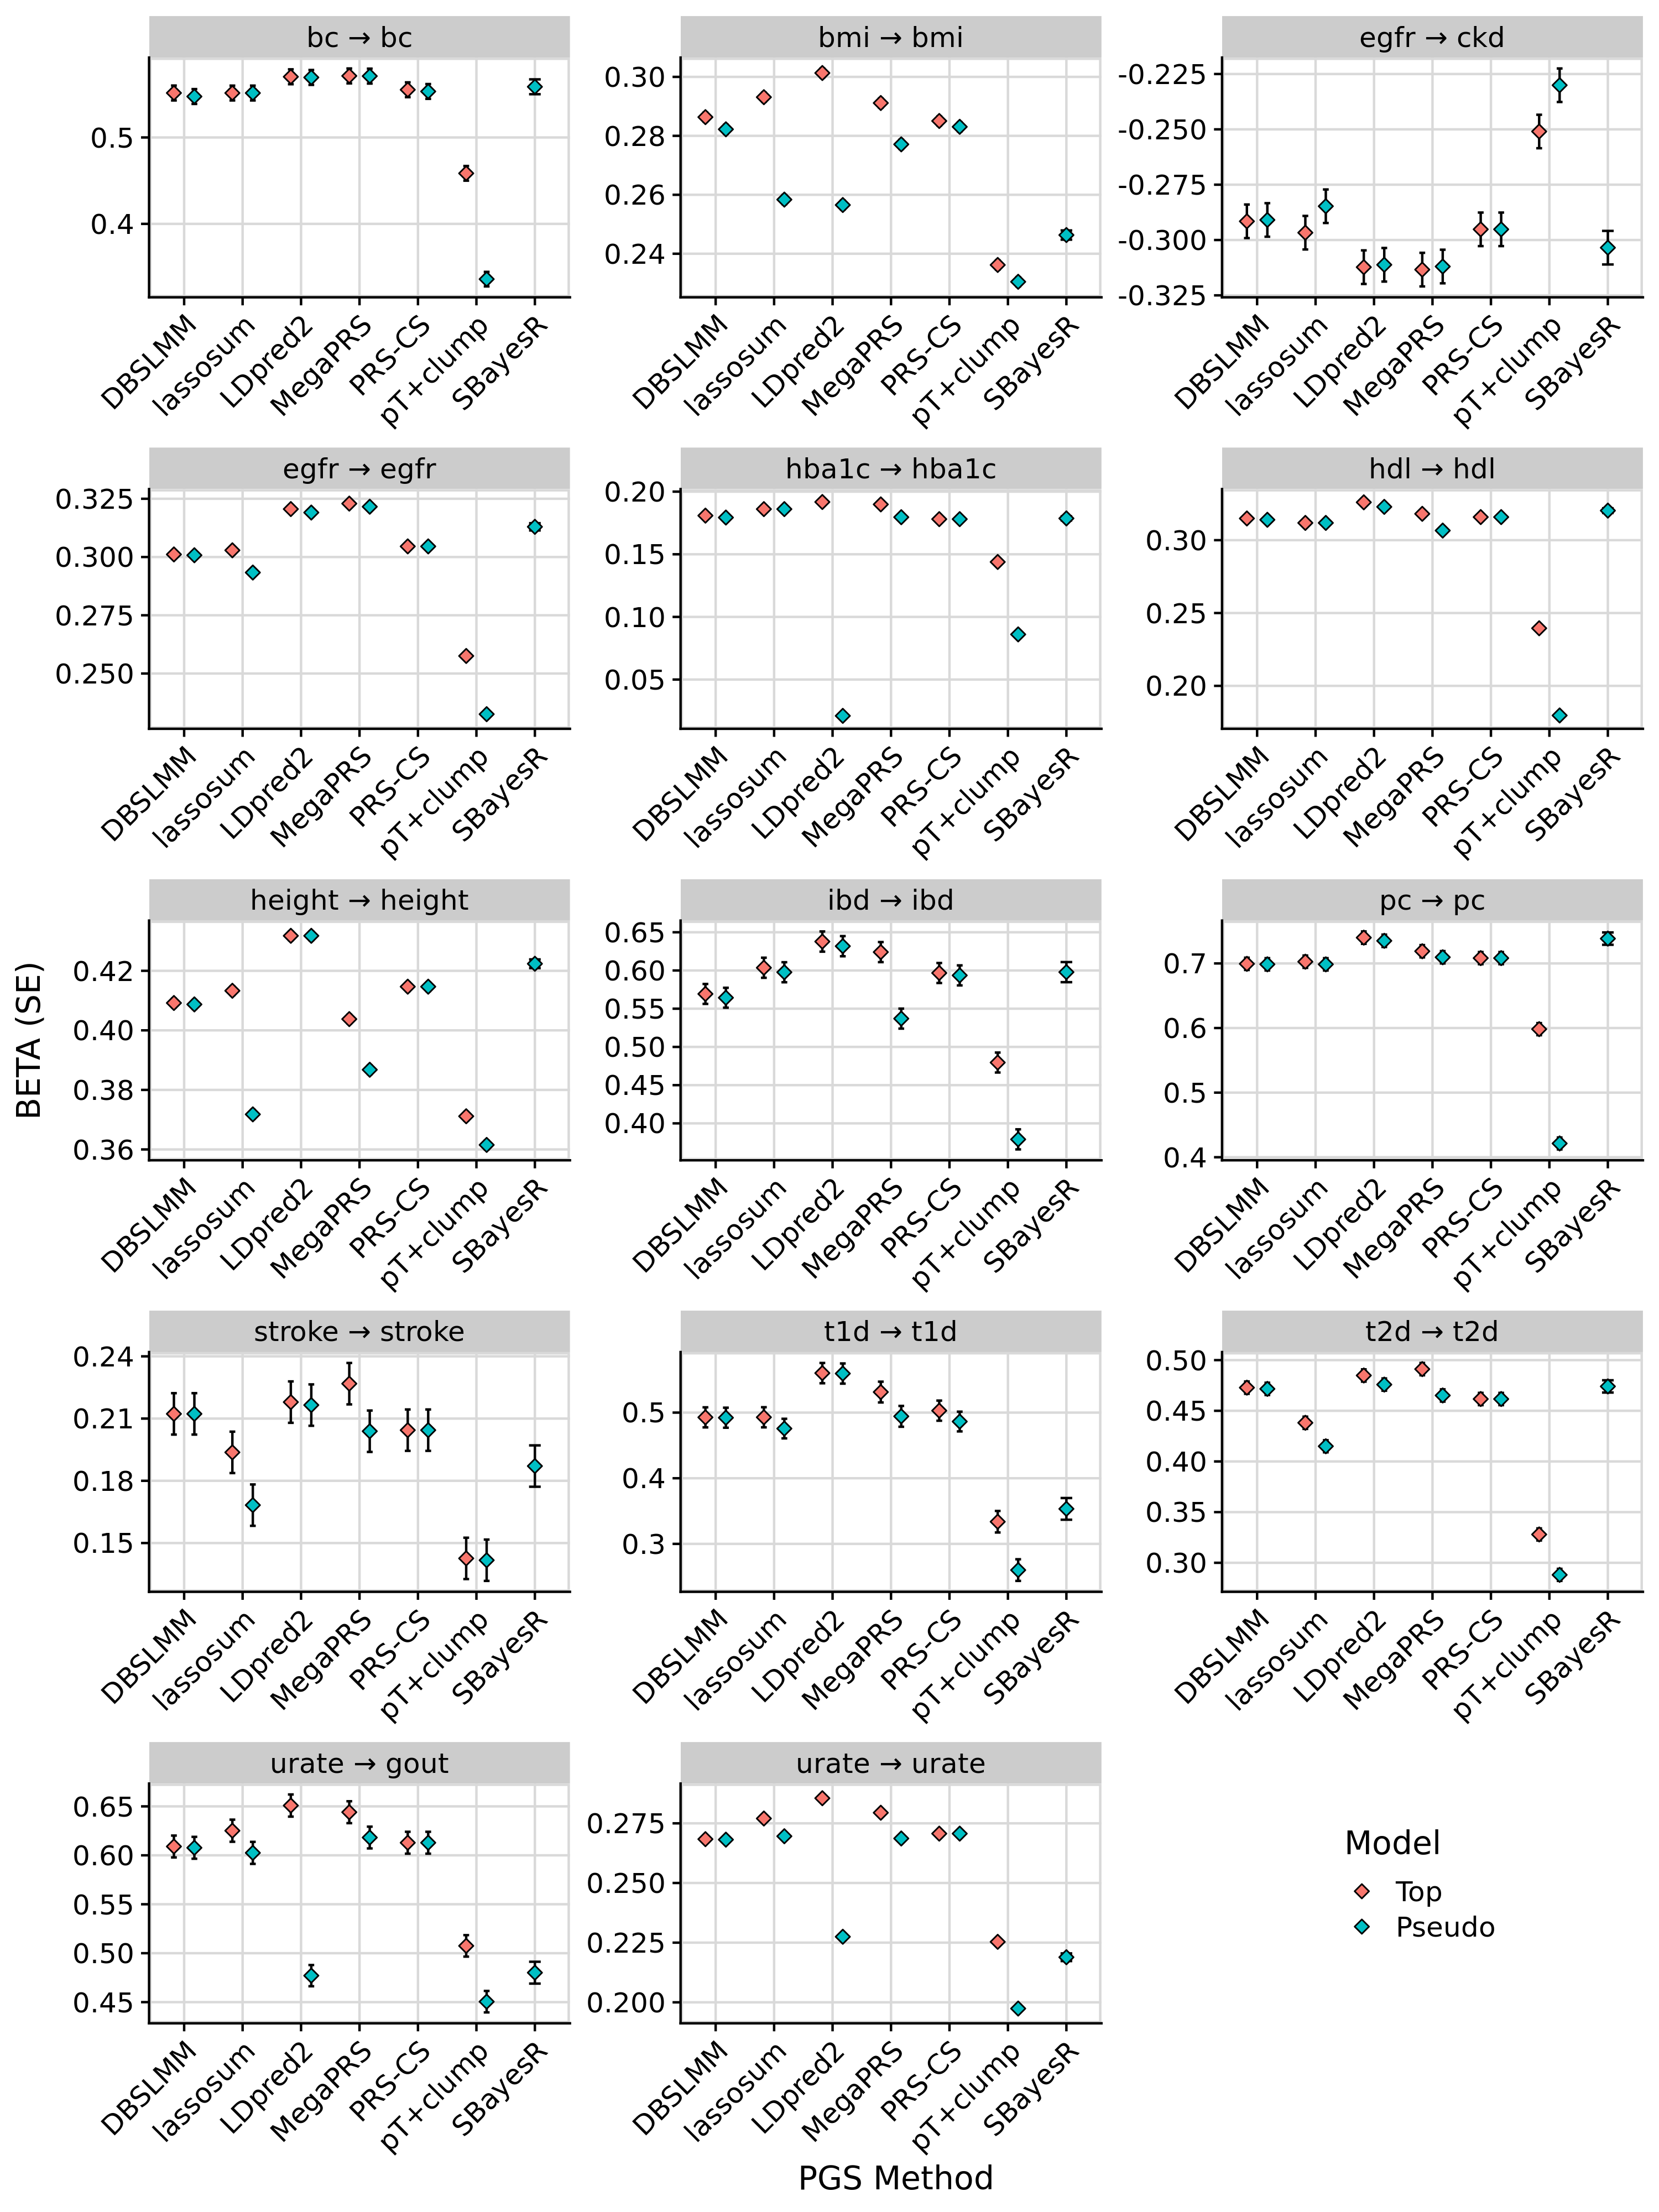 bc → bc
bmi → bmi
egfr → ckd
0.5
0.4
0.30
0.28
0.26
0.24
-0.225
-0.250
-0.275
-0.300
-0.325
DBSLMM lassosum LDpred2 MegaPRS PRS-CS pT+clump SBayesR
DBSLMM lassosum LDpred2 MegaPRS PRS-CS pT+clump SBayesR
DBSLMM lassosum LDpred2 MegaPRS PRS-CS pT+clump SBayesR
egfr → egfr
hba1c → hba1c
hdl → hdl
0.325
0.300
0.275
0.250
0.20
0.15
0.10
0.05
0.30
0.25
0.20
DBSLMM lassosum LDpred2 MegaPRS PRS-CS pT+clump SBayesR
DBSLMM lassosum LDpred2 MegaPRS PRS-CS pT+clump SBayesR
DBSLMM lassosum LDpred2 MegaPRS PRS-CS pT+clump SBayesR
BETA (SE)
height → height
ibd → ibd
pc → pc
0.42
0.40
0.38
0.36
0.65
0.60
0.55
0.50
0.45
0.40
0.7
0.6
0.5
0.4
DBSLMM lassosum LDpred2 MegaPRS PRS-CS pT+clump SBayesR
DBSLMM lassosum LDpred2 MegaPRS PRS-CS pT+clump SBayesR
DBSLMM lassosum LDpred2 MegaPRS PRS-CS pT+clump SBayesR
stroke → stroke
t1d → t1d
t2d → t2d
0.24
0.21
0.18
0.15
0.5
0.4
0.3
0.50
0.45
0.40
0.35
0.30
DBSLMM lassosum LDpred2 MegaPRS PRS-CS pT+clump SBayesR
DBSLMM lassosum LDpred2 MegaPRS PRS-CS pT+clump SBayesR
DBSLMM lassosum LDpred2 MegaPRS PRS-CS pT+clump SBayesR
urate → gout
urate → urate
0.65
0.60
0.55
0.50
0.45
0.275
0.250
0.225
0.200
DBSLMM lassosum LDpred2 MegaPRS PRS-CS pT+clump SBayesR
DBSLMM lassosum LDpred2 MegaPRS PRS-CS pT+clump SBayesR
Model
Top
Pseudo
PGS Method